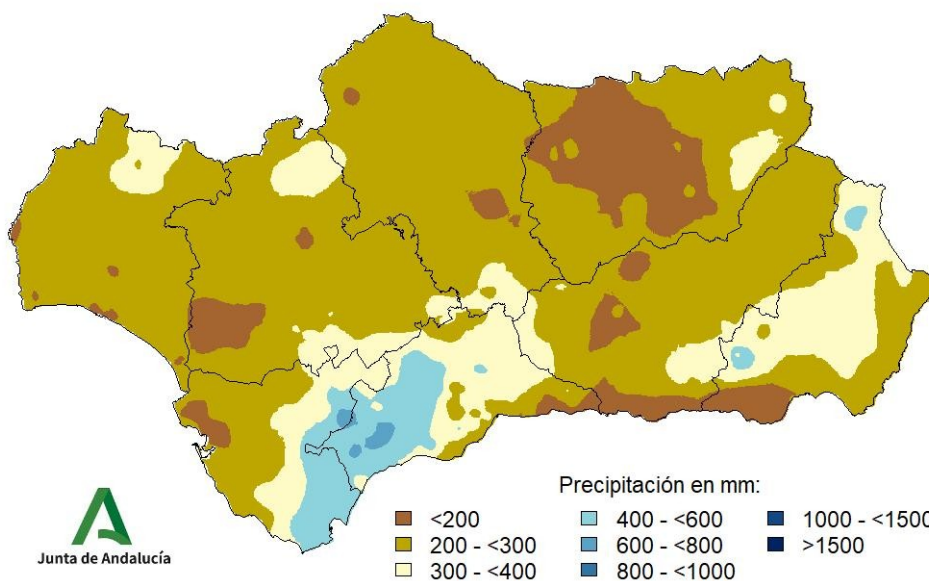 Precipitación en mm:
<200
400 - <600
1000 - <1500
200 - <300
600 - <800
>1500
300 - <400
800 - <1000
Junta de Andalucía